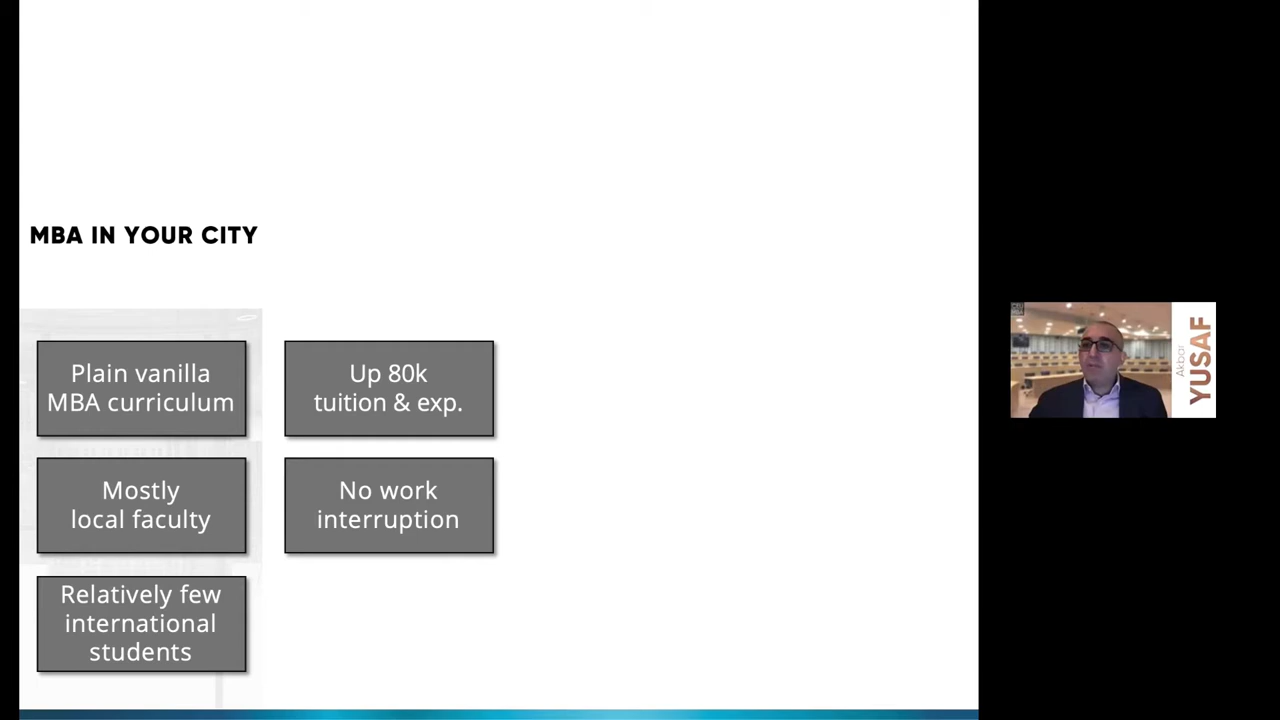 MBA IN YOUR CITY
Plain vanilla
MBA curriculum
Up 80k
tuition & exp.
Mostly
local faculty
No work
interruption
Relatively few
international
students
Akbar
YUSAF